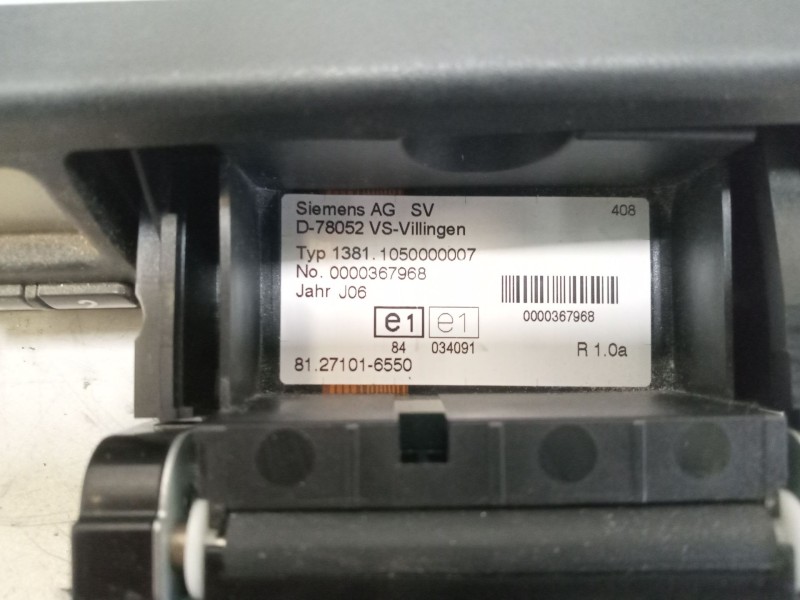 Siemens AG SV 408
D-78052 VS-Villingen
Typ 1381.1050000007
No. 0000367968
Jahr J06
0000367968
e1 e1
84 034091
R 1.0a
81.27101-6550